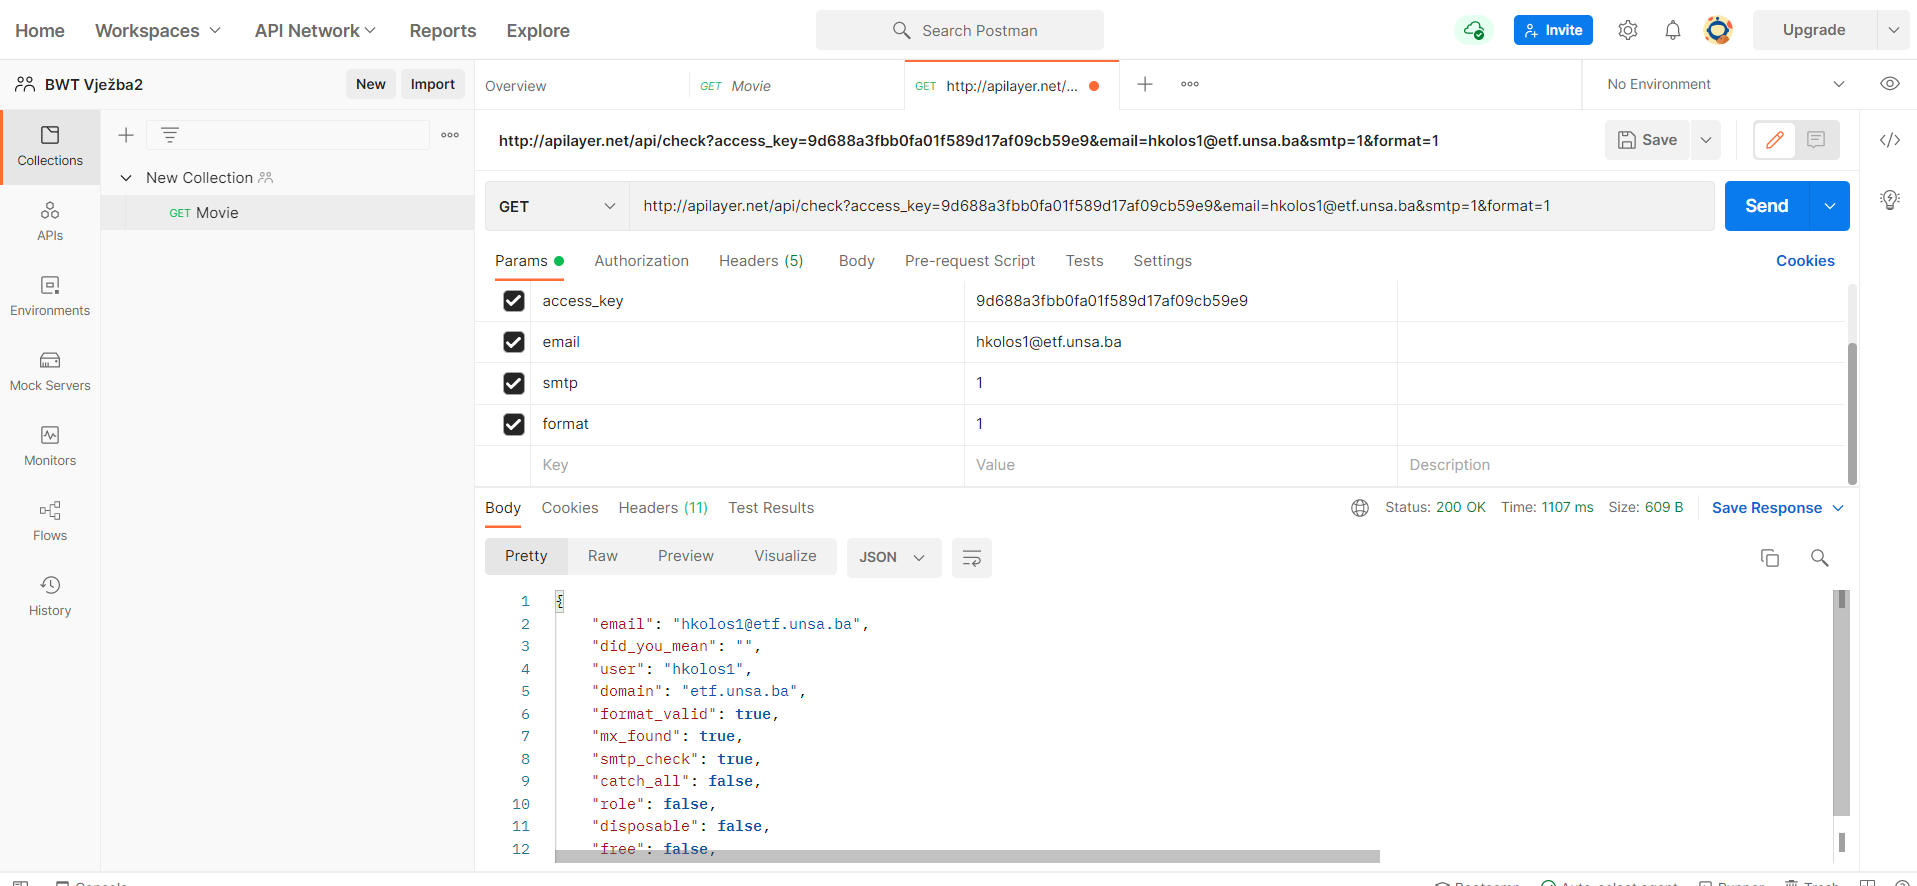 Home Workspaces API Network Reports Explore Search Postman Invite Upgrade
BWT Vježba2 New Import Overview GET Movie GET http://apilayer.net/... No Environment
Collections
New Collection
GET Movie
APIs
Environments
Mock Servers
Monitors
Flows
History
http://apilayer.net/api/check?access_key=9d688a3fbb0fa01f589d17af09cb59e9&email=hkolos1@etf.unsa.ba&smtp=1&format=1 Save
GET http://apilayer.net/api/check?access_key=9d688a3fbb0fa01f589d17af09cb59e9&email=hkolos1@etf.unsa.ba&smtp=1&format=1 Send
Params Authorization Headers (5) Body Pre-request Script Tests Settings Cookies
access_key 9d688a3fbb0fa01f589d17af09cb59e9
email hkolos1@etf.unsa.ba
smtp 1
format 1
Key Value Description
Body Cookies Headers (11) Test Results Status: 200 OK Time: 1107 ms Size: 609 B Save Response
Pretty Raw Preview Visualize JSON
1 {
2 "email": "hkolos1@etf.unsa.ba",
3 "did_you_mean": "",
4 "user": "hkolos1",
5 "domain": "etf.unsa.ba",
6 "format_valid": true,
7 "mx_found": true,
8 "smtp_check": true,
9 "catch_all": false,
10 "role": false,
11 "disposable": false,
12 "free": false,